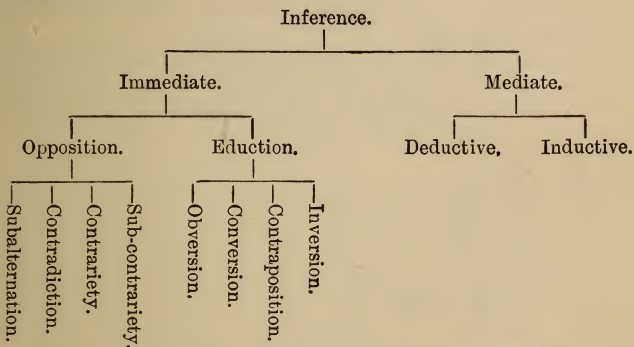 Inference.
Immediate. Mediate.
Opposition. Eduction. Deductive, Inductive.
Subalternation.
Contradiction.
Contrariety.
Sub-contrariety.
Obversion.
Conversion.
Contraposition.
Inversion.